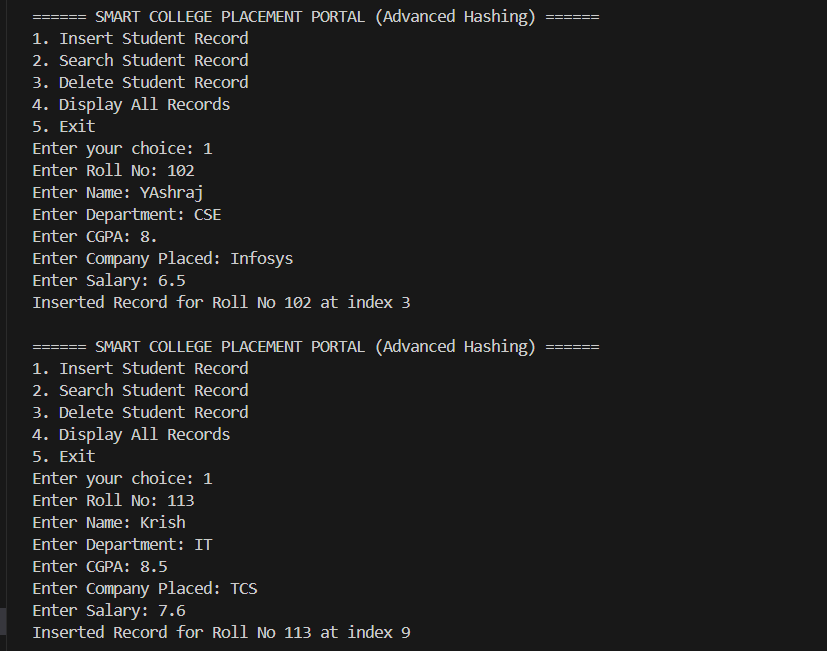 ====== SMART COLLEGE PLACEMENT PORTAL (Advanced Hashing) ======
1. Insert Student Record
2. Search Student Record
3. Delete Student Record
4. Display All Records
5. Exit
Enter your choice: 1
Enter Roll No: 102
Enter Name: YAshraj
Enter Department: CSE
Enter CGPA: 8.
Enter Company Placed: Infosys
Enter Salary: 6.5
Inserted Record for Roll No 102 at index 3
====== SMART COLLEGE PLACEMENT PORTAL (Advanced Hashing) ======
1. Insert Student Record
2. Search Student Record
3. Delete Student Record
4. Display All Records
5. Exit
Enter your choice: 1
Enter Roll No: 113
Enter Name: Krish
Enter Department: IT
Enter CGPA: 8.5
Enter Company Placed: TCS
Enter Salary: 7.6
Inserted Record for Roll No 113 at index 9